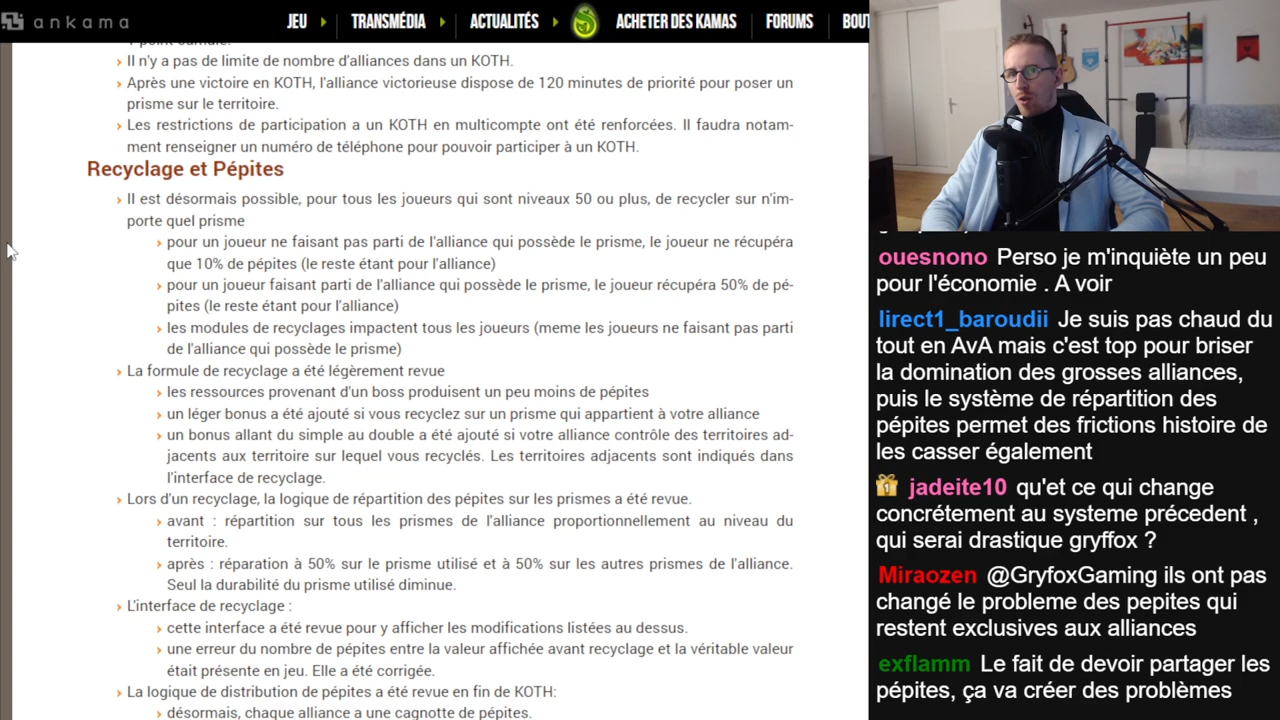 ankama JEU TRANSMÉDIA ACTUALITÉS ACHETER DES KAMAS FORUMS BOUT
Il n'y a pas de limite de nombre d'alliances dans un KOTH.
Après une victoire en KOTH, l'alliance victorieuse dispose de 120 minutes de priorité pour poser un
prisme sur le territoire.
Les restrictions de participation a un KOTH en multicompte ont été renforcées. Il faudra notam-
ment renseigner un numéro de téléphone pour pouvoir participer à un KOTH.
Recyclage et Pépites
Il est désormais possible, pour tous les joueurs qui sont niveaux 50 ou plus, de recycler sur n'im-
porte quel prisme
pour un joueur ne faisant pas parti de l'alliance qui possède le prisme, le joueur ne récupéra
que 10% de pépites (le reste étant pour l'alliance)
pour un joueur faisant parti de l'alliance qui possède le prisme, le joueur récupéra 50% de pé-
pites (le reste étant pour l'alliance)
les modules de recyclages impactent tous les joueurs (meme les joueurs ne faisant pas parti
de l'alliance qui possède le prisme)
La formule de recyclage a été légèrement revue
les ressources provenant d'un boss produisent un peu moins de pépites
un léger bonus a été ajouté si vous recyclez sur un prisme qui appartient à votre alliance
un bonus allant du simple au double a été ajouté si votre alliance contrôle des territoires ad-
jacents aux territoire sur lequel vous recyclés. Les territoires adjacents sont indiqués dans
l'interface de recyclage.
Lors d'un recyclage, la logique de répartition des pépites sur les prismes a été revue.
avant : répartition sur tous les prismes de l'alliance proportionnellement au niveau du
territoire.
après : réparation à 50% sur le prisme utilisé et à 50% sur les autres prismes de l'alliance.
Seul la durabilité du prisme utilisé diminue.
L'interface de recyclage :
cette interface a été revue pour y afficher les modifications listées au dessus.
une erreur du nombre de pépites entre la valeur affichée avant recyclage et la véritable valeur
était présente en jeu. Elle a été corrigée.
La logique de distribution de pépites a été revue en fin de KOTH:
désormais, chaque alliance a une cagnotte de pépites.
ouesnono Perso je m'inquiète un peu
pour l'économie . A voir
lirect1_baroudii Je suis pas chaud du
tout en AvA mais c'est top pour briser
la domination des grosses alliances,
puis le système de répartition des
pépites permet des frictions histoire de
les casser également
1 jadeite10 qu'et ce qui change
concrétement au systeme précedent ,
qui serai drastique gryffox ?
Miraozen @GryfoxGaming ils ont pas
changé le probleme des pepites qui
restent exclusives aux alliances
exflamm Le fait de devoir partager les
pépites, ça va créer des problèmes